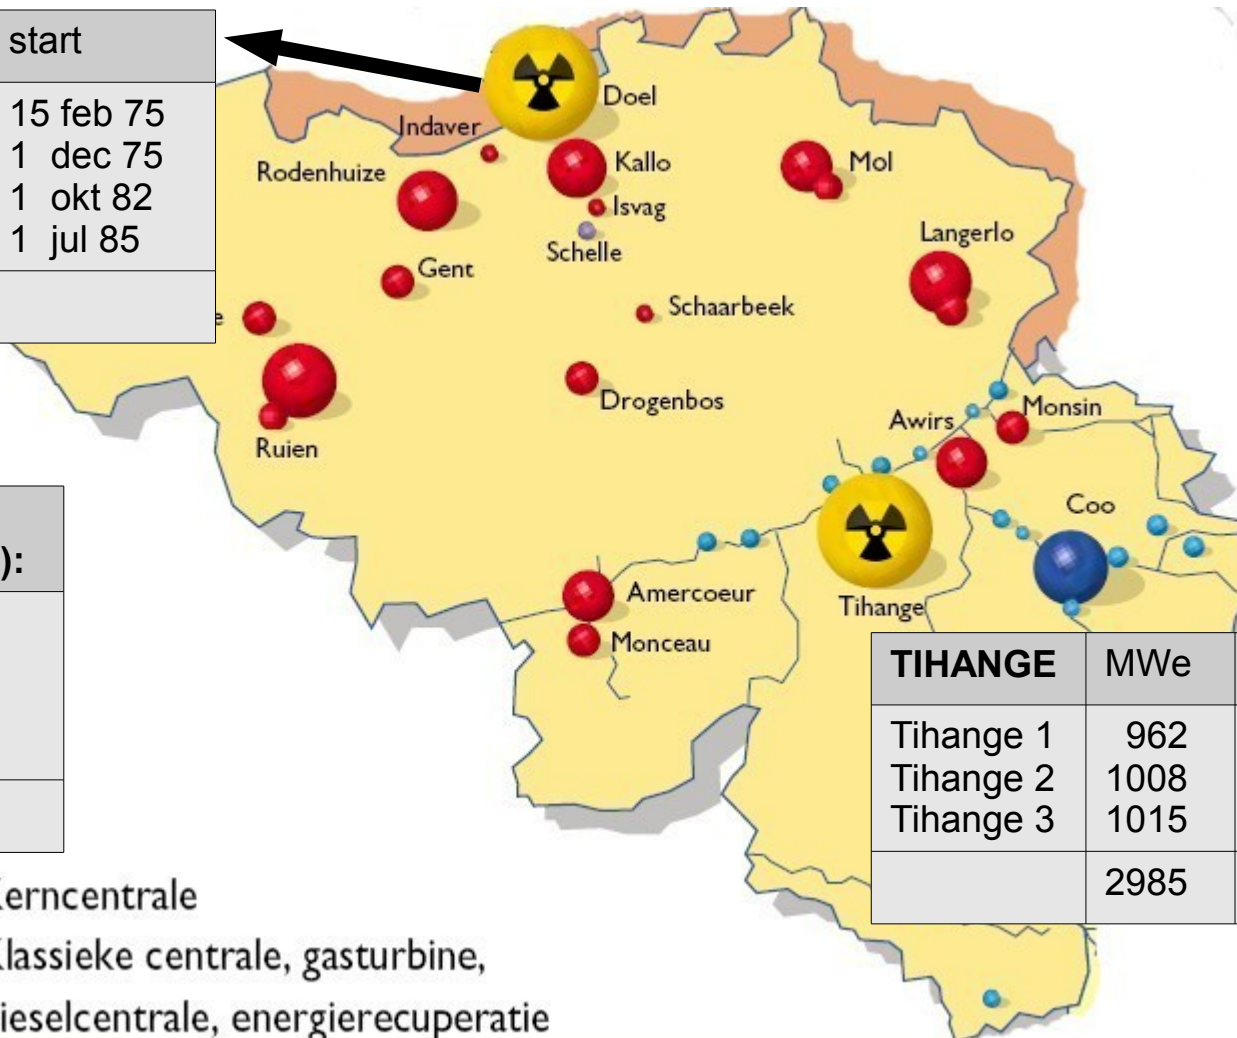 start
15 feb 75
1 dec 75
1 okt 82
1 jul 85
Doel
Indaver
Kallo
Mol
Rodenhuize
Isvag
Schelle
Langerlo
Gent
Schaarbeek
e
Drogenbos
Monsin
Awirs
Ruien
Coo
):
Amercoeur
Tihange
Monceau
TIHANGE MWe
Tihange 1 962
Tihange 2 1008
Tihange 3 1015
2985
Kerncentrale
Klassieke centrale, gasturbine,
ieselcentrale, energierecuperatie